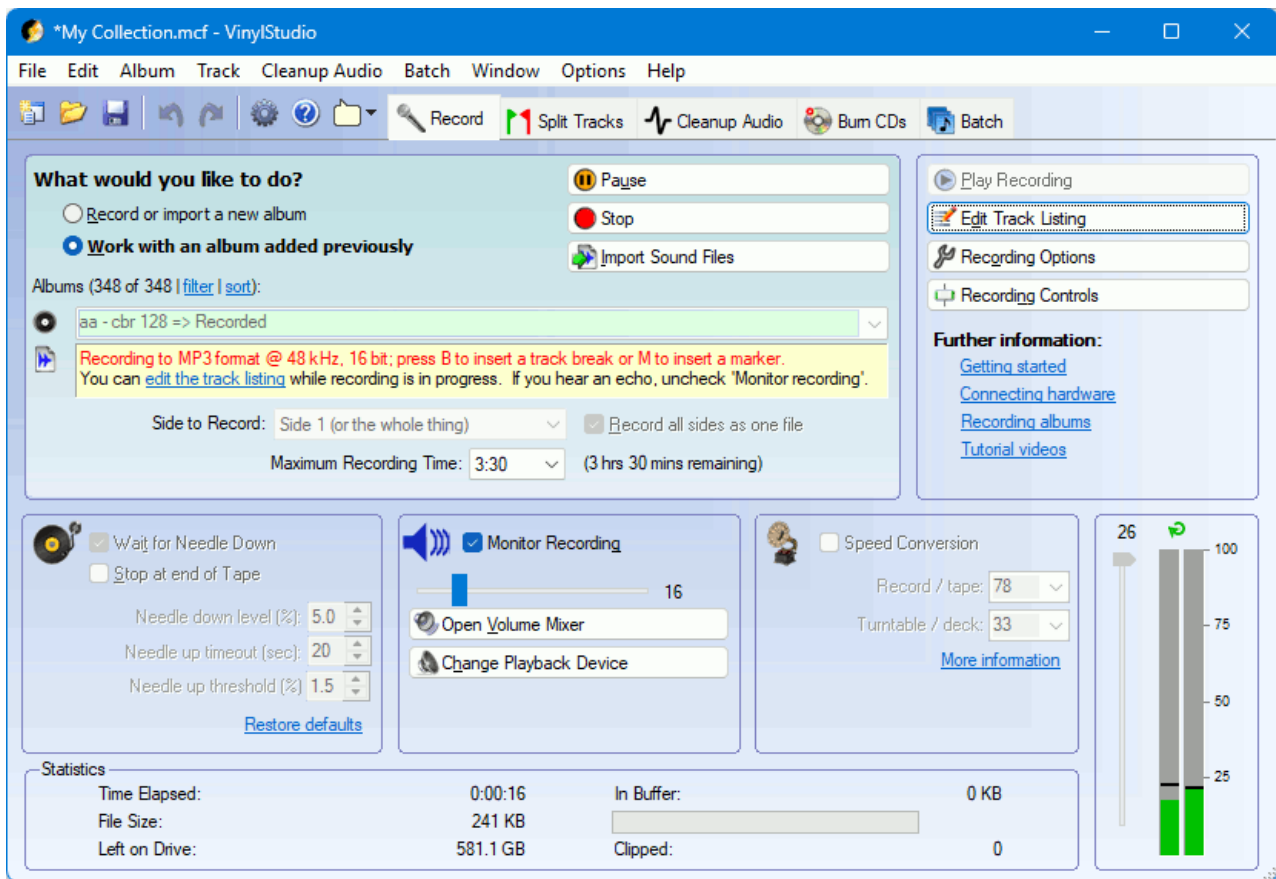 *My Collection.mcf - VinylStudio
File Edit Album Track Cleanup Audio Batch Window Options Help
Record Split Tracks Cleanup Audio Burn CDs Batch
What would you like to do?
Record or import a new album
Work with an album added previously
Pause
Stop
Import Sound Files
Albums (348 of 348 | filter | sort):
aa - cbr 128 => Recorded
Recording to MP3 format @ 48 kHz, 16 bit; press B to insert a track break or M to insert a marker.
You can edit the track listing while recording is in progress. If you hear an echo, uncheck 'Monitor recording'.
Side to Record: Side 1 (or the whole thing) Record all sides as one file
Maximum Recording Time: 3:30 (3 hrs 30 mins remaining)
Play Recording
Edit Track Listing
Recording Options
Recording Controls
Further information:
Getting started
Connecting hardware
Recording albums
Tutorial videos
Wait for Needle Down
Stop at end of Tape
Needle down level (%): 5.0
Needle up timeout (sec): 20
Needle up threshold (%) 1.5
Restore defaults
Monitor Recording
16
Open Volume Mixer
Change Playback Device
Speed Conversion
Record / tape: 78
Turntable / deck: 33
More information
26
100
75
50
25
Statistics
Time Elapsed: 0:00:16 In Buffer: 0 KB
File Size: 241 KB
Left on Drive: 581.1 GB Clipped: 0